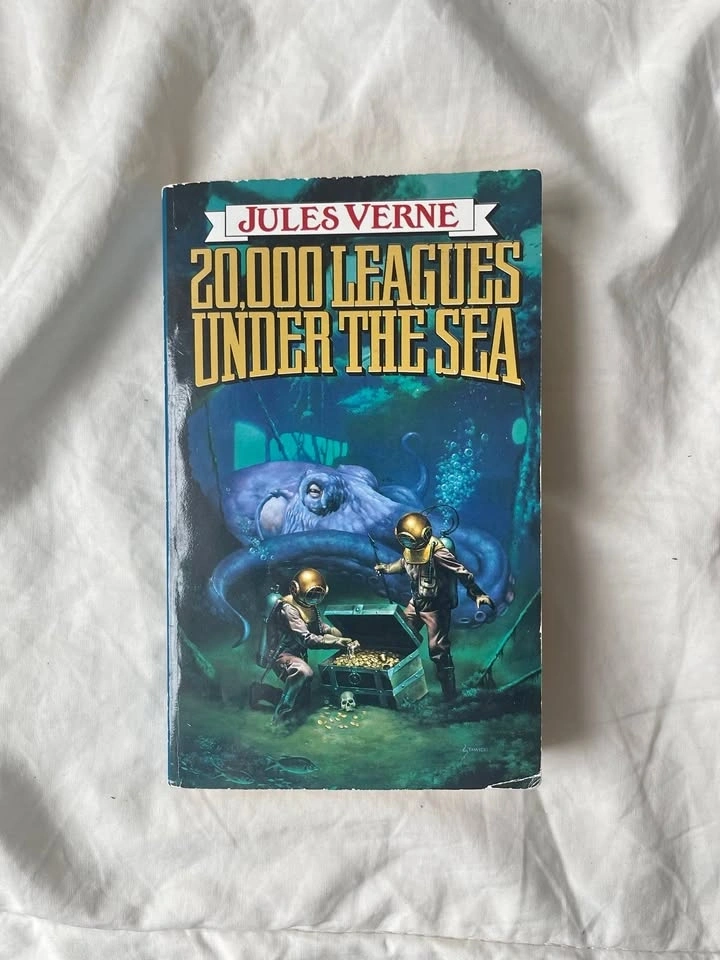 JULES VERNE
20,000 LEAGUES
UNDER THE SEA